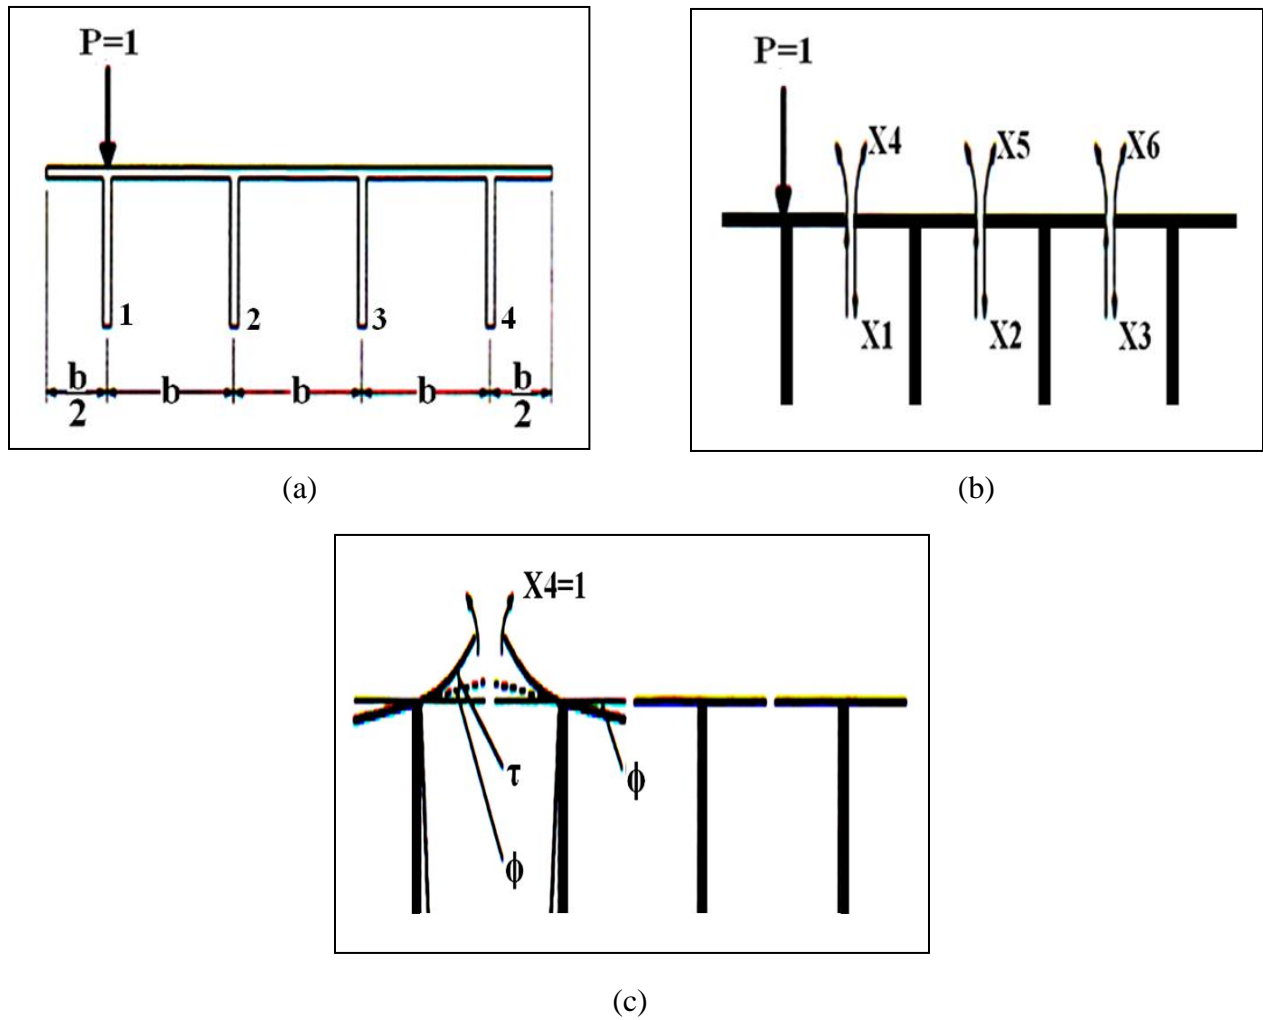 P=1
1 2 3 4
b/2 b b b b/2
(a)
P=1
X4 X5 X6
X1 X2 X3
(b)
X4=1
τ
ϕ
ϕ
(c)